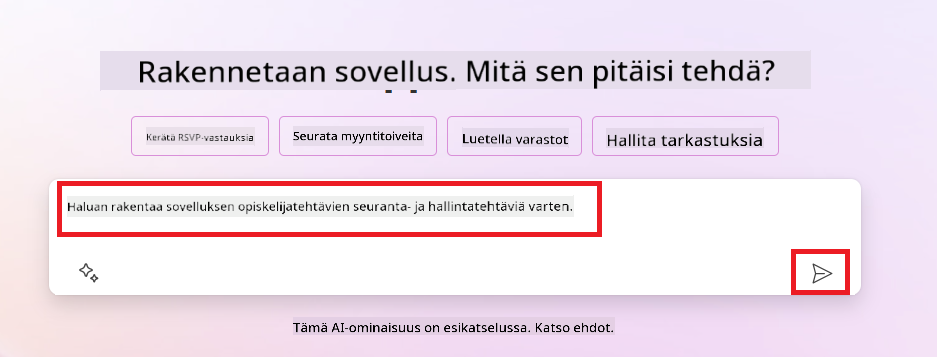 Rakennetaan sovellus. Mitä sen pitäisi tehdä?
Kerätä RSVP-vastauksia
Seurata myyntitoiveita
Luetella varastot
Hallita tarkastuksia
Haluan rakentaa sovelluksen opiskelijatehtävien seuranta- ja hallintatehtäviä varten.
Tämä AI-ominaisuus on esikatselussa. Katso ehdot.